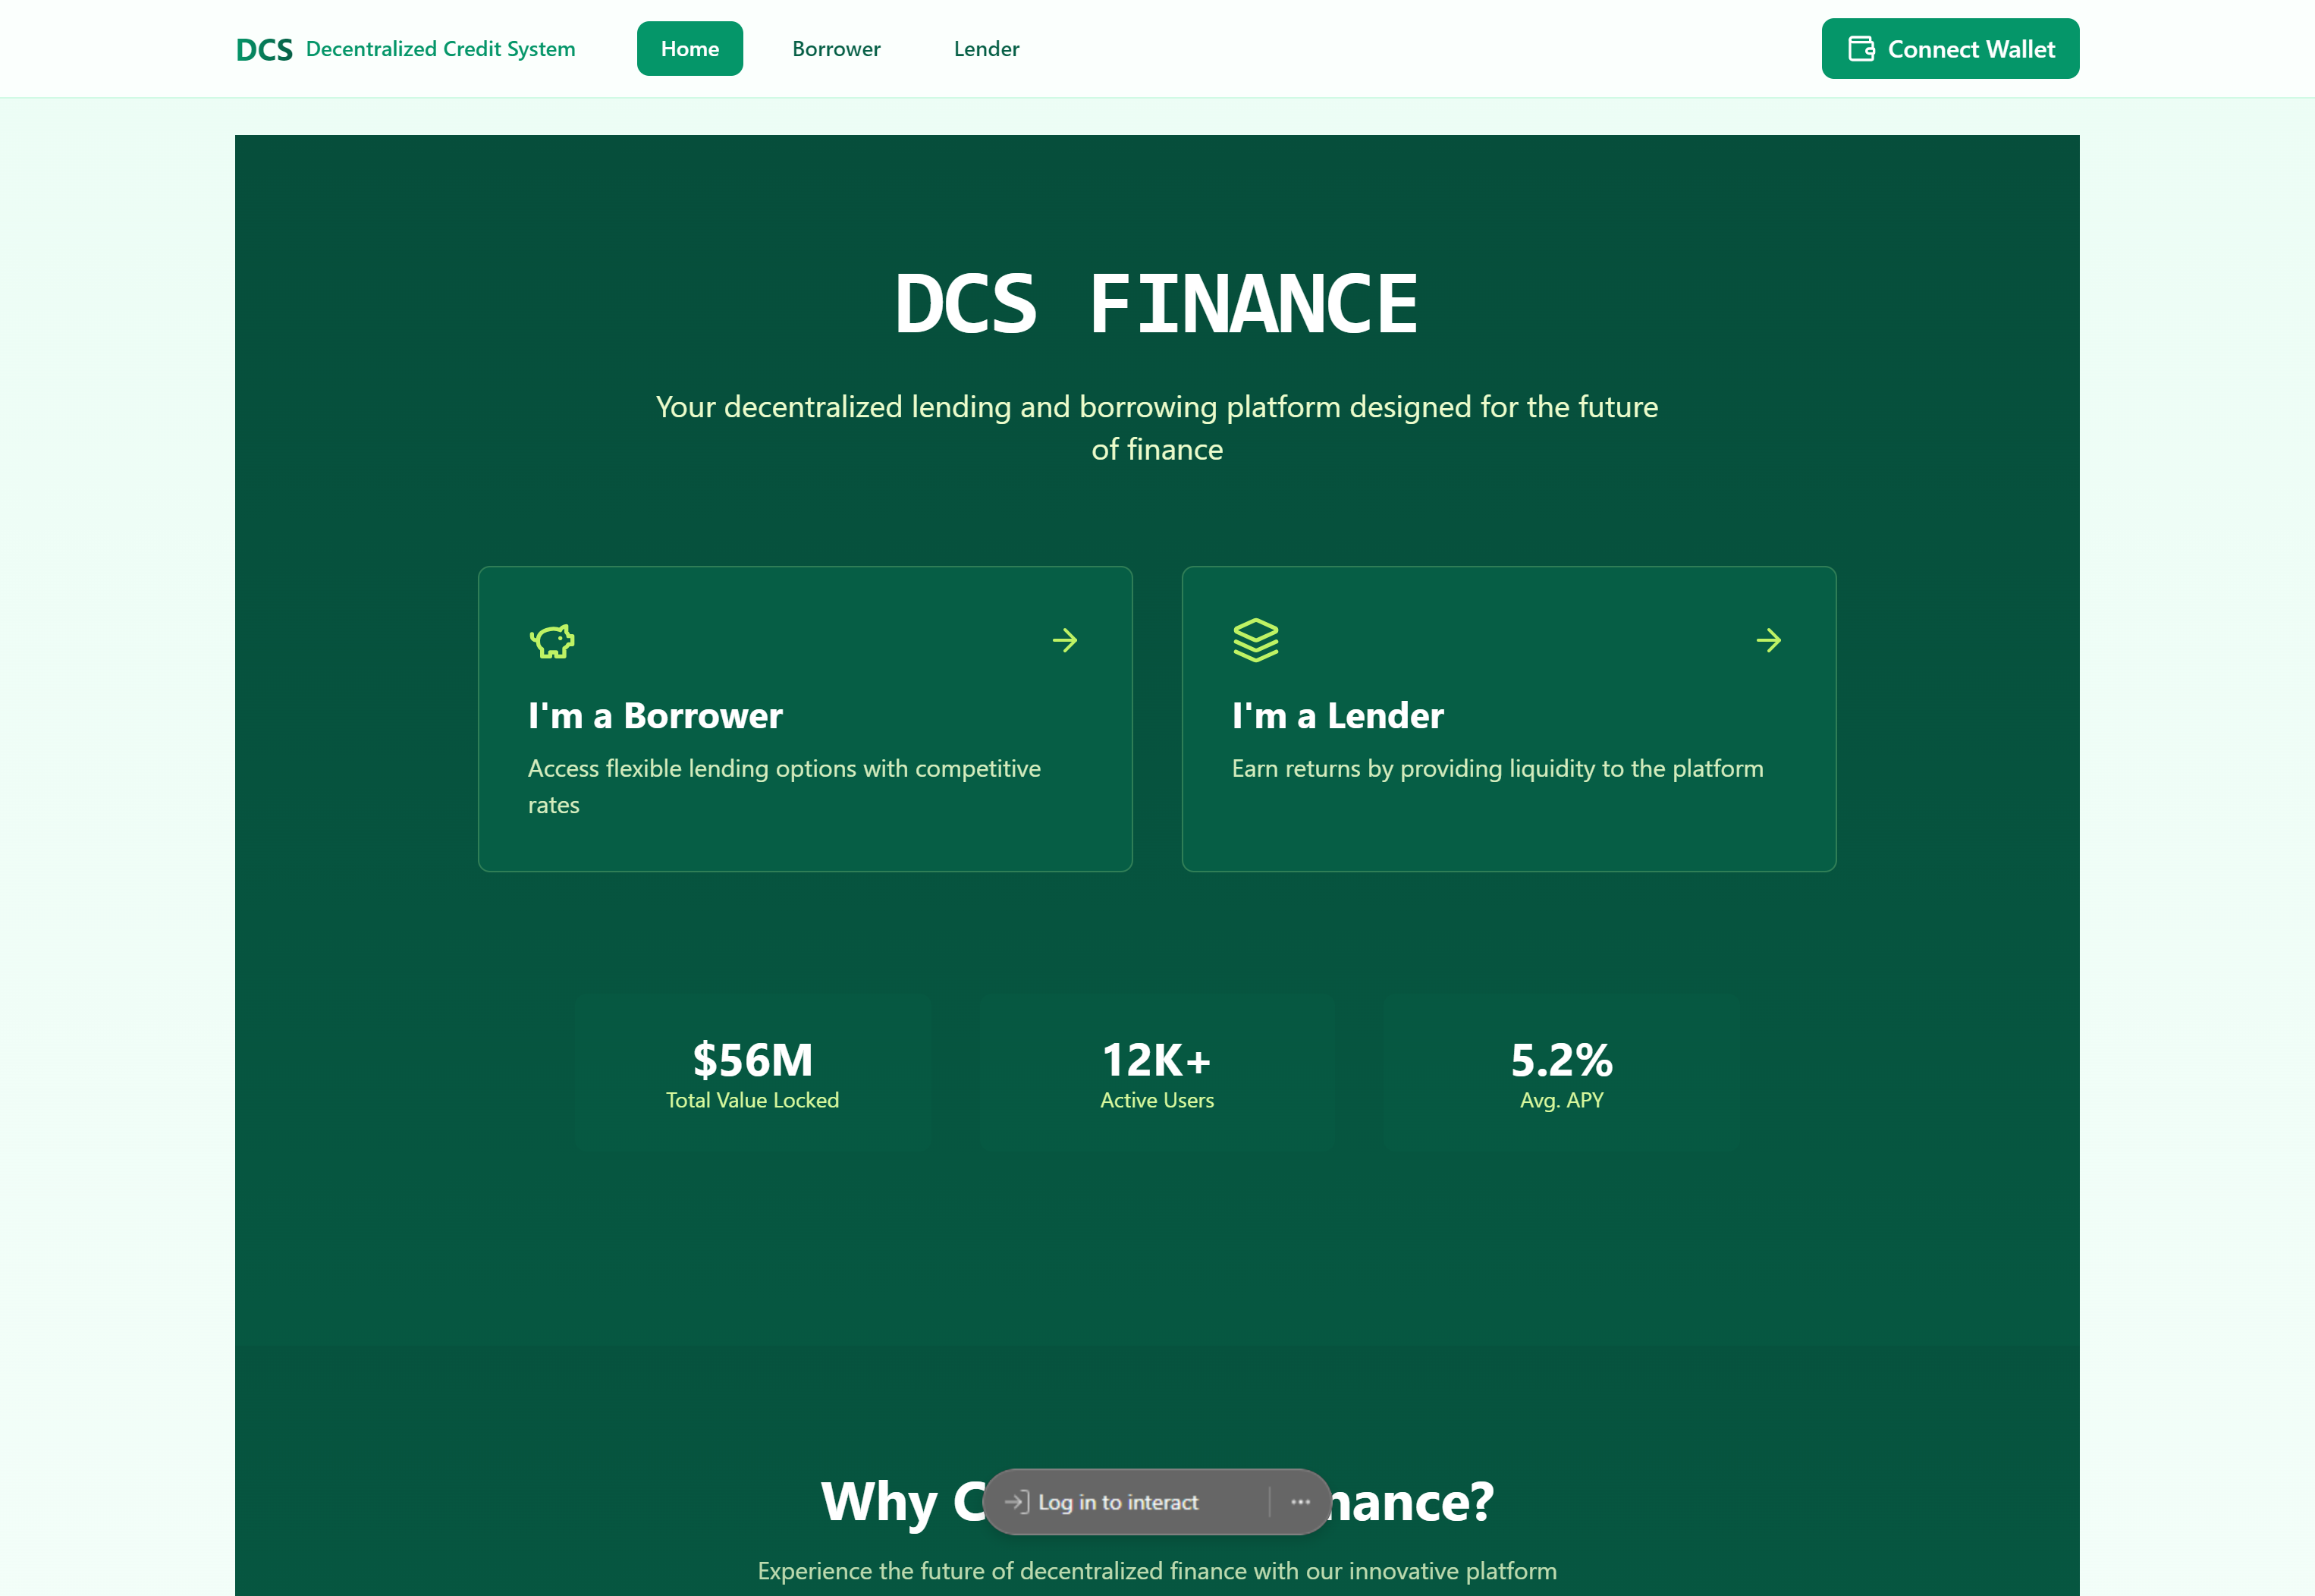 DCS Decentralized Credit System Home Borrower Lender Connect Wallet
DCS FINANCE
Your decentralized lending and borrowing platform designed for the future
of finance
I'm a Borrower
Access flexible lending options with competitive
rates
I'm a Lender
Earn returns by providing liquidity to the platform
$56M
Total Value Locked
12K+
Active Users
5.2%
Avg. APY
Why nance?
Log in to interact
Experience the future of decentralized finance with our innovative platform